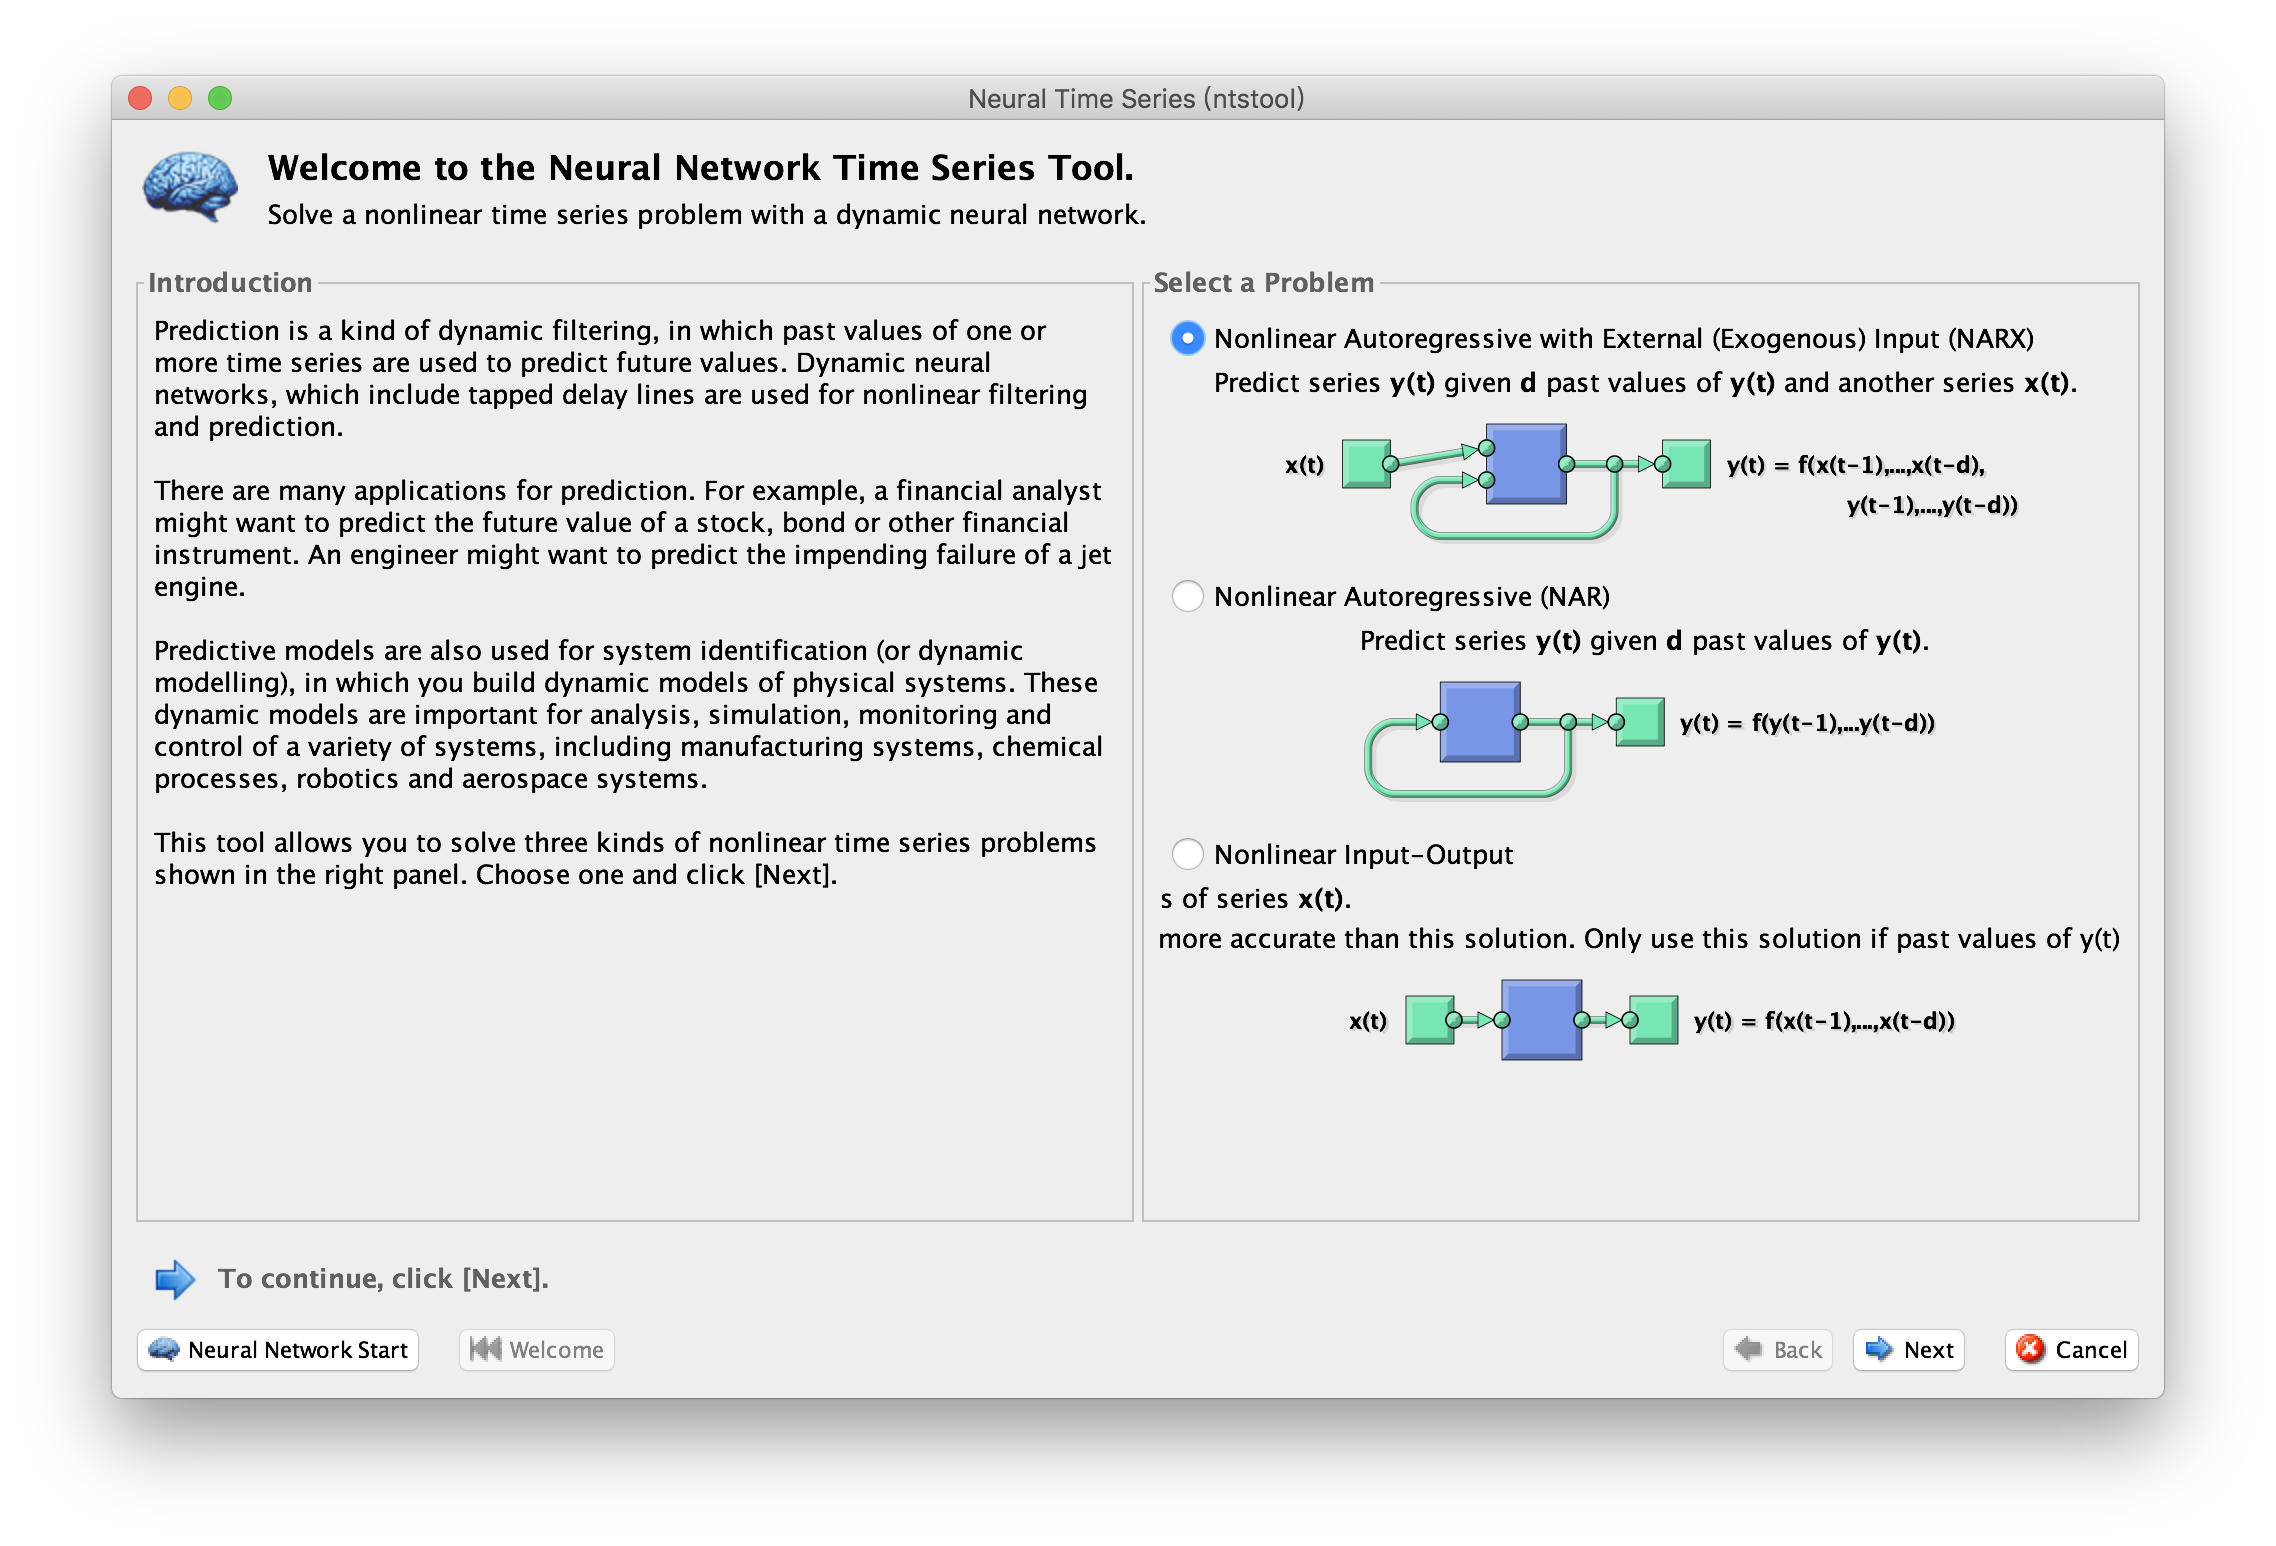 Neural Time Series (ntstool)
Welcome to the Neural Network Time Series Tool.
Solve a nonlinear time series problem with a dynamic neural network.
Introduction
Prediction is a kind of dynamic filtering, in which past values of one or
more time series are used to predict future values. Dynamic neural
networks, which include tapped delay lines are used for nonlinear filtering
and prediction.
There are many applications for prediction. For example, a financial analyst
might want to predict the future value of a stock, bond or other financial
instrument. An engineer might want to predict the impending failure of a jet
engine.
Predictive models are also used for system identification (or dynamic
modelling), in which you build dynamic models of physical systems. These
dynamic models are important for analysis, simulation, monitoring and
control of a variety of systems, including manufacturing systems, chemical
processes, robotics and aerospace systems.
This tool allows you to solve three kinds of nonlinear time series problems
shown in the right panel. Choose one and click [Next].
Select a Problem
Nonlinear Autoregressive with External (Exogenous) Input (NARX)
Predict series y(t) given d past values of y(t) and another series x(t).
x(t)
y(t) = f(x(t-1),...,x(t-d),
y(t-1),...,y(t-d))
Nonlinear Autoregressive (NAR)
Predict series y(t) given d past values of y(t).
y(t) = f(y(t-1),...y(t-d))
Nonlinear Input-Output
s of series x(t).
more accurate than this solution. Only use this solution if past values of y(t)
x(t)
y(t) = f(x(t-1),...,x(t-d))
To continue, click [Next].
Neural Network Start
Welcome
Back
Next
Cancel